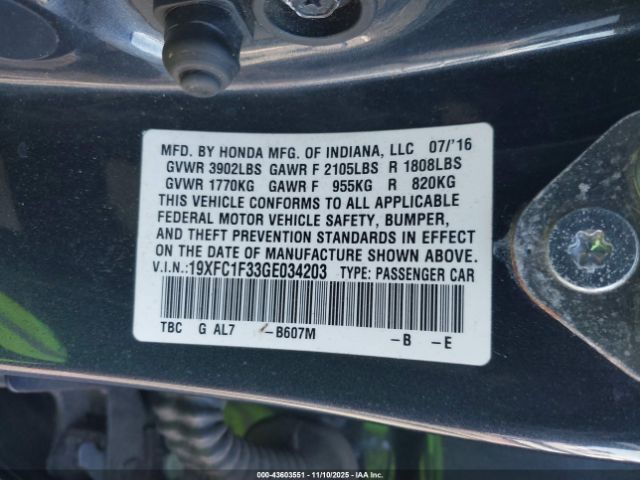 MFD. BY HONDA MFG. OF INDIANA, LLC 07/'16
GVWR 3902LBS GAWR F 2105LBS R 1808LBS
GVWR 1770KG GAWR F 955KG R 820KG
THIS VEHICLE CONFORMS TO ALL APPLICABLE
FEDERAL MOTOR VEHICLE SAFETY, BUMPER,
AND THEFT PREVENTION STANDARDS IN EFFECT
ON THE DATE OF MANUFACTURE SHOWN ABOVE.
V.I.N.:19XFC1F33GE034203 TYPE: PASSENGER CAR
TBC G AL7 -B607M -B -E
000-43603551 | 11/10/2025 | IAAI.COM